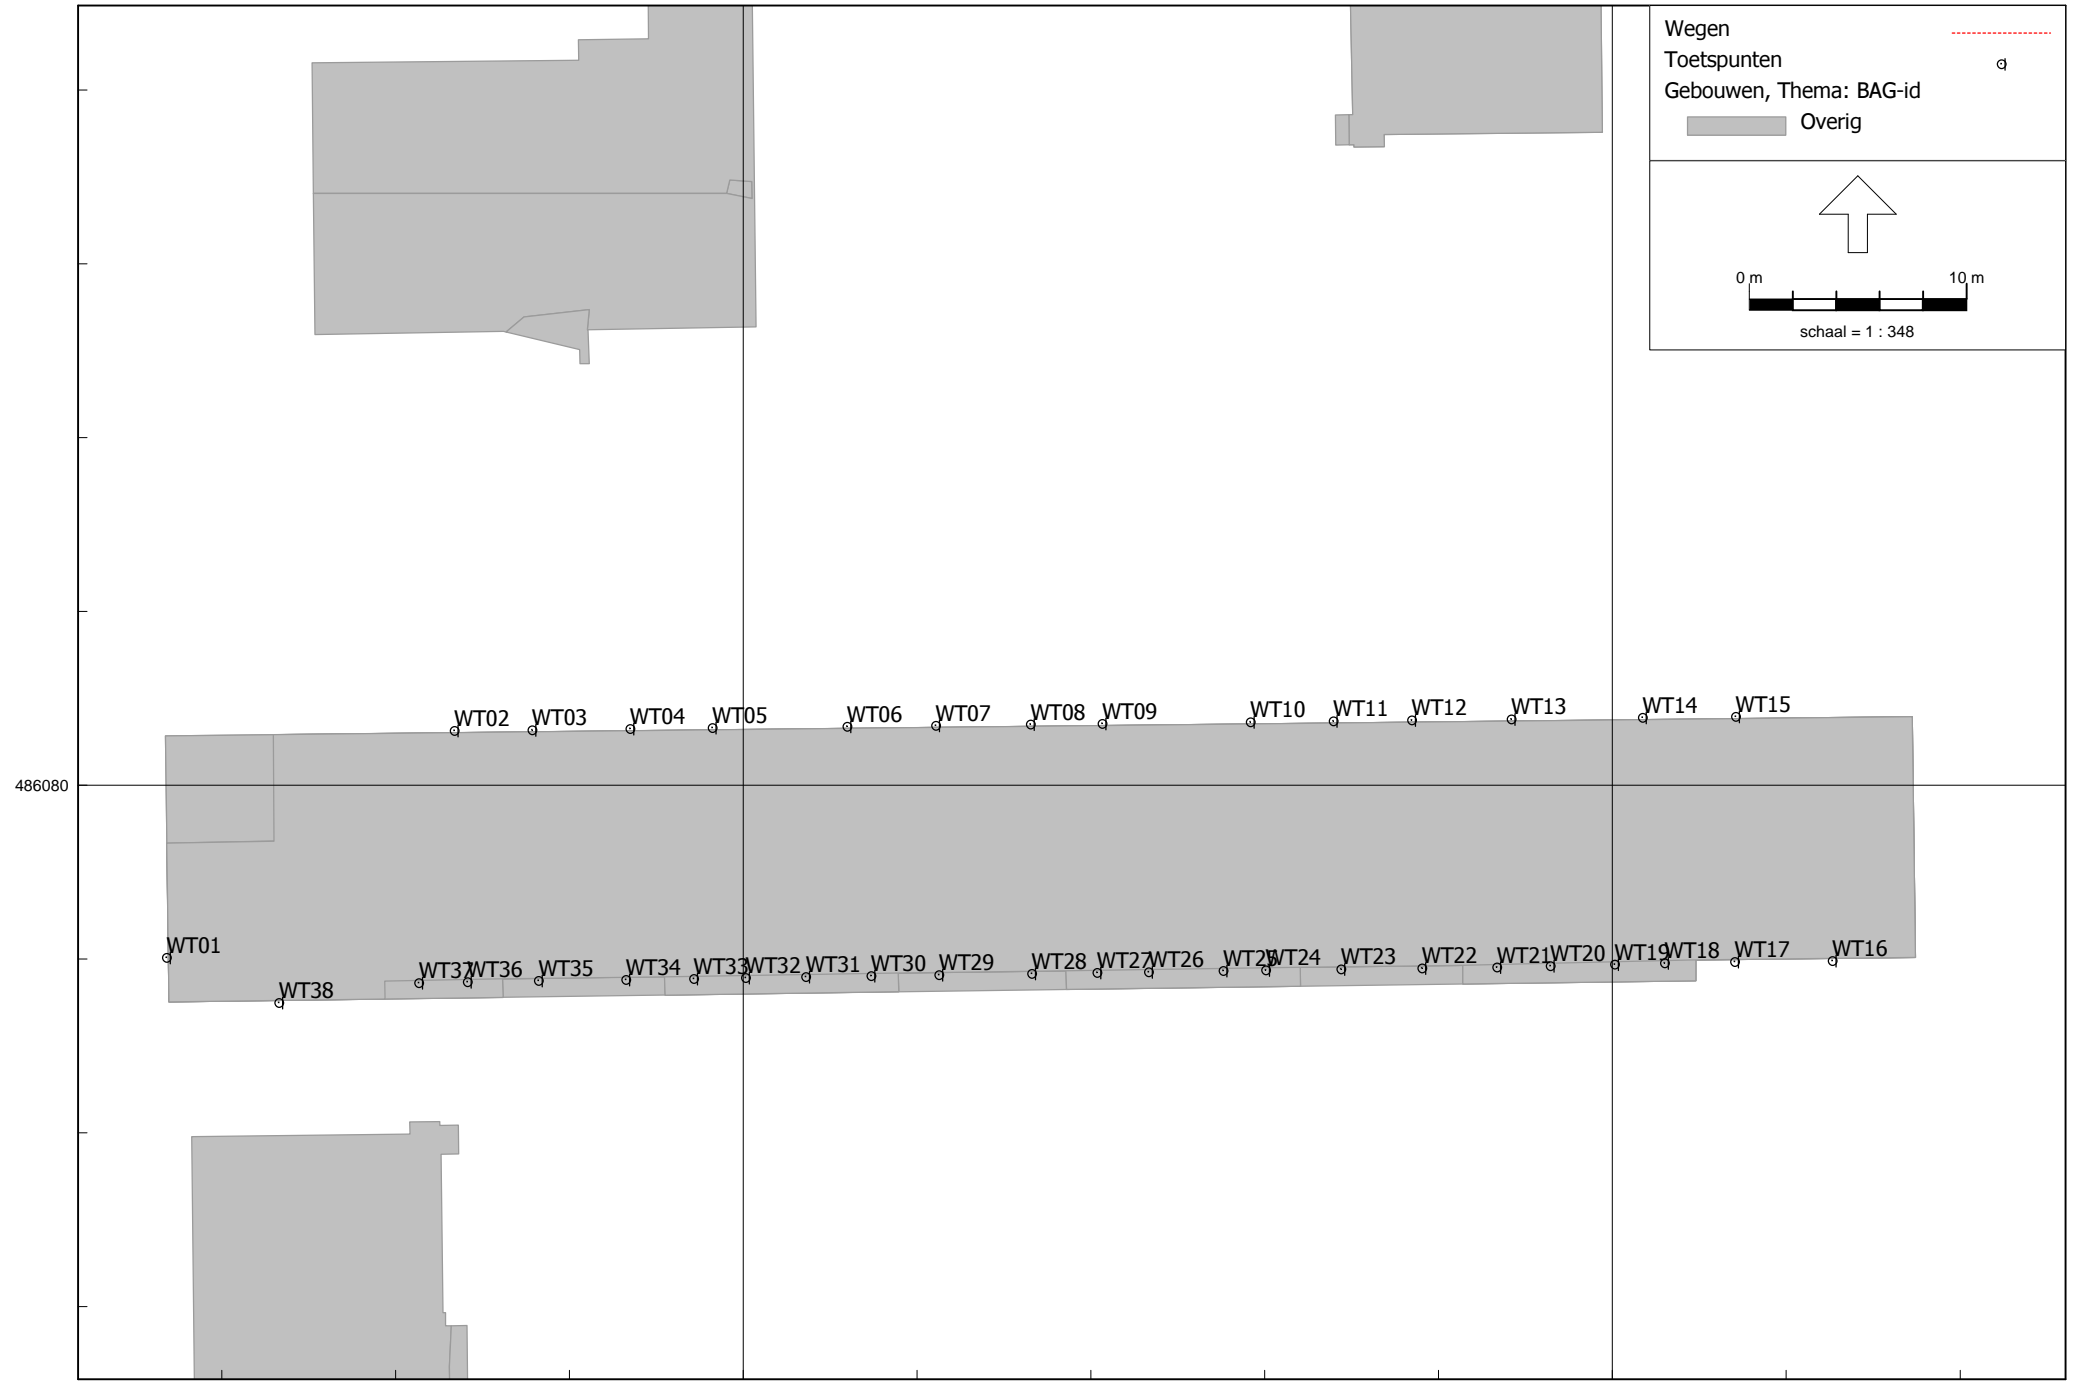 Wegen
Toetspunten
Gebouwen, Thema: BAG-id
Overig
0 m 10 m
schaal = 1 : 348
WT02 WT03 WT04 WT05 WT06 WT07 WT08 WT09 WT10 WT11 WT12 WT13 WT14 WT15
486080
WT01
WT37 WT36 WT35 WT34 WT33 WT32 WT31 WT30 WT29 WT28 WT27 WT26 WT25 WT24 WT23 WT22 WT21 WT20 WT19 WT18 WT17 WT16
WT38